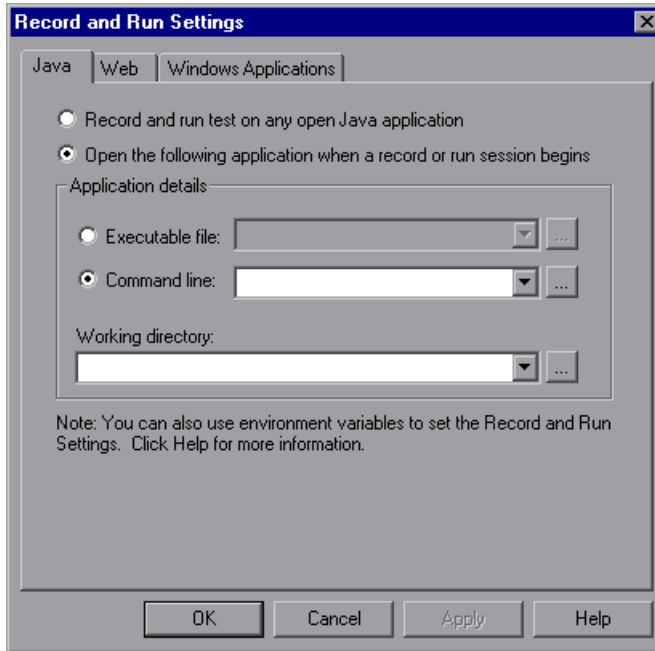 Record and Run Settings
Java Web Windows Applications
Record and run test on any open Java application
Open the following application when a record or run session begins
Application details
Executable file: ...
Command line: ...
Working directory:
...
Note: You can also use environment variables to set the Record and Run
Settings. Click Help for more information.
OK Cancel Apply Help